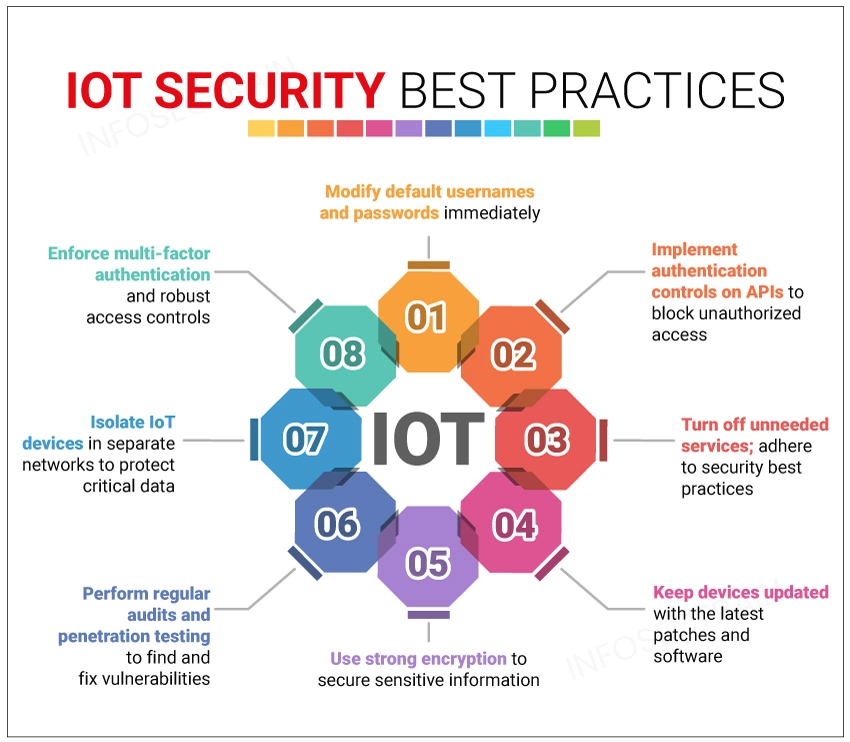 IOT SECURITY BEST PRACTICES
01
Modify default usernames
and passwords immediately
02
Implement
authentication
controls on APIs to
block unauthorized
access
03
Turn off unneeded
services; adhere
to security best
practices
04
Keep devices updated
with the latest
patches and
software
05
Use strong encryption to
secure sensitive information
06
Perform regular
audits and
penetration testing
to find and
fix vulnerabilities
07
Isolate IoT
devices in separate
networks to protect
critical data
08
Enforce multi-factor
authentication
and robust
access controls
IOT